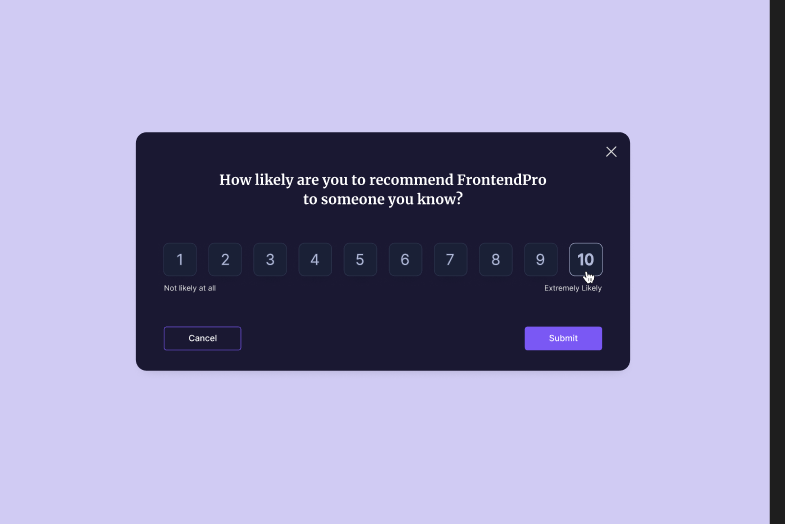 How likely are you to recommend FrontendPro
to someone you know?
1 2 3 4 5 6 7 8 9 10
Not likely at all Extremely Likely
Cancel Submit